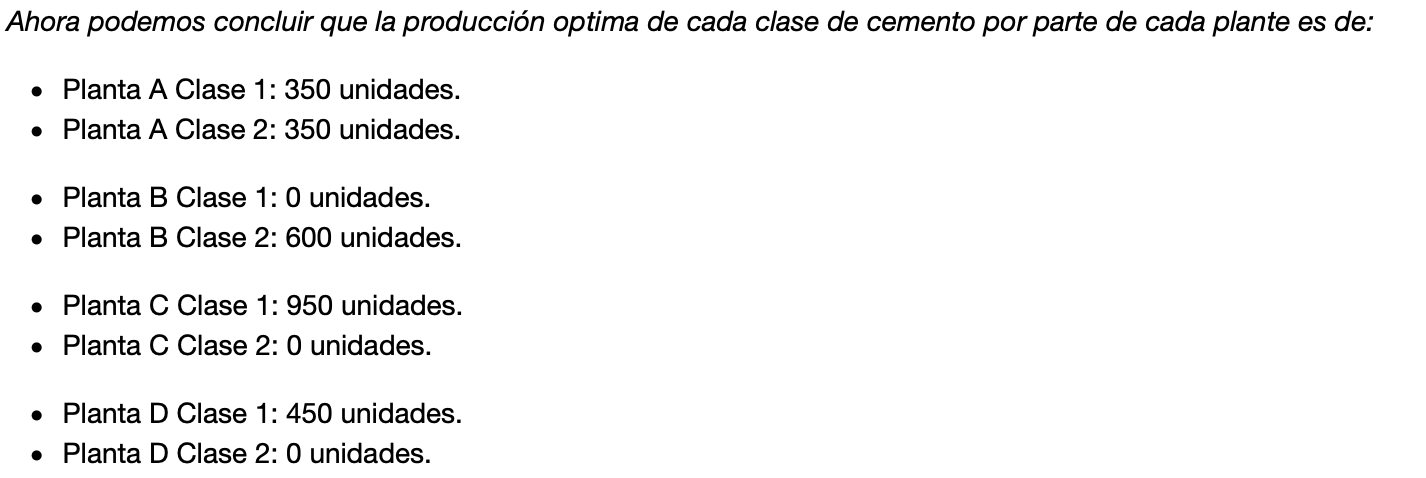 Ahora podemos concluir que la producción optima de cada clase de cemento por parte de cada plante es de:
• Planta A Clase 1: 350 unidades.
• Planta A Clase 2: 350 unidades.
• Planta B Clase 1: 0 unidades.
• Planta B Clase 2: 600 unidades.
• Planta C Clase 1: 950 unidades.
• Planta C Clase 2: 0 unidades.
• Planta D Clase 1: 450 unidades.
• Planta D Clase 2: 0 unidades.